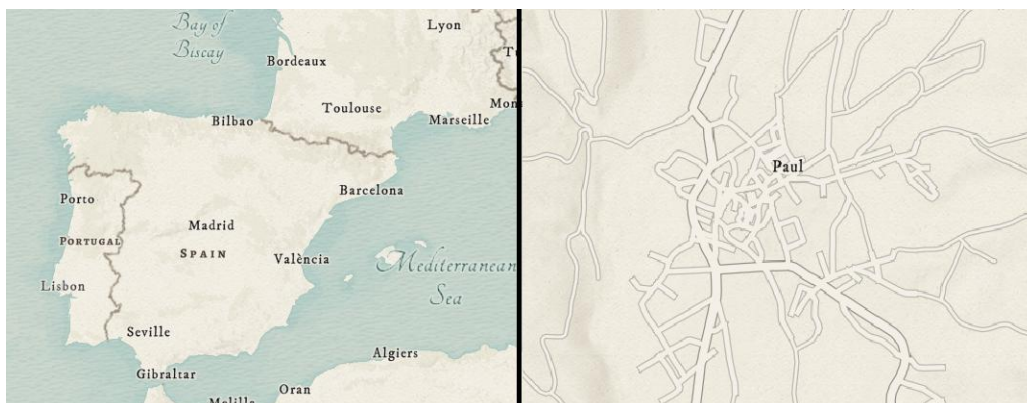 Bay of
Biscay
Lyon
Bordeaux
Toulouse
Bilbao
Marseille
Porto
Barcelona
Madrid
PORTUGAL
SPAIN
València
Mediterranean
Sea
Lisbon
Seville
Algiers
Gibraltar
Oran
Paul